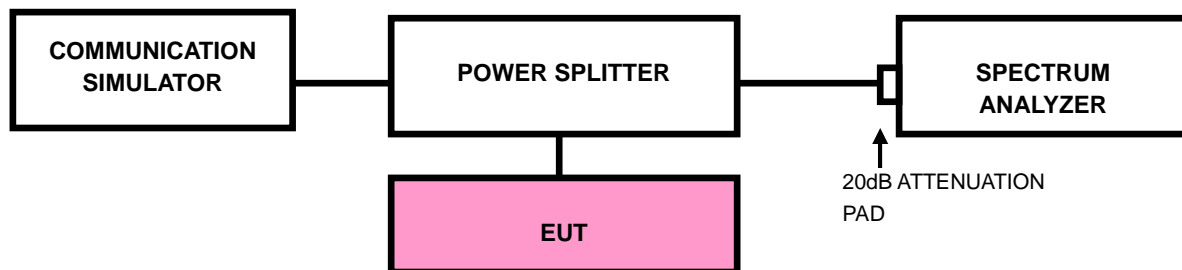 COMMUNICATION
SIMULATOR
POWER SPLITTER
SPECTRUM
ANALYZER
20dB ATTENUATION
PAD
EUT